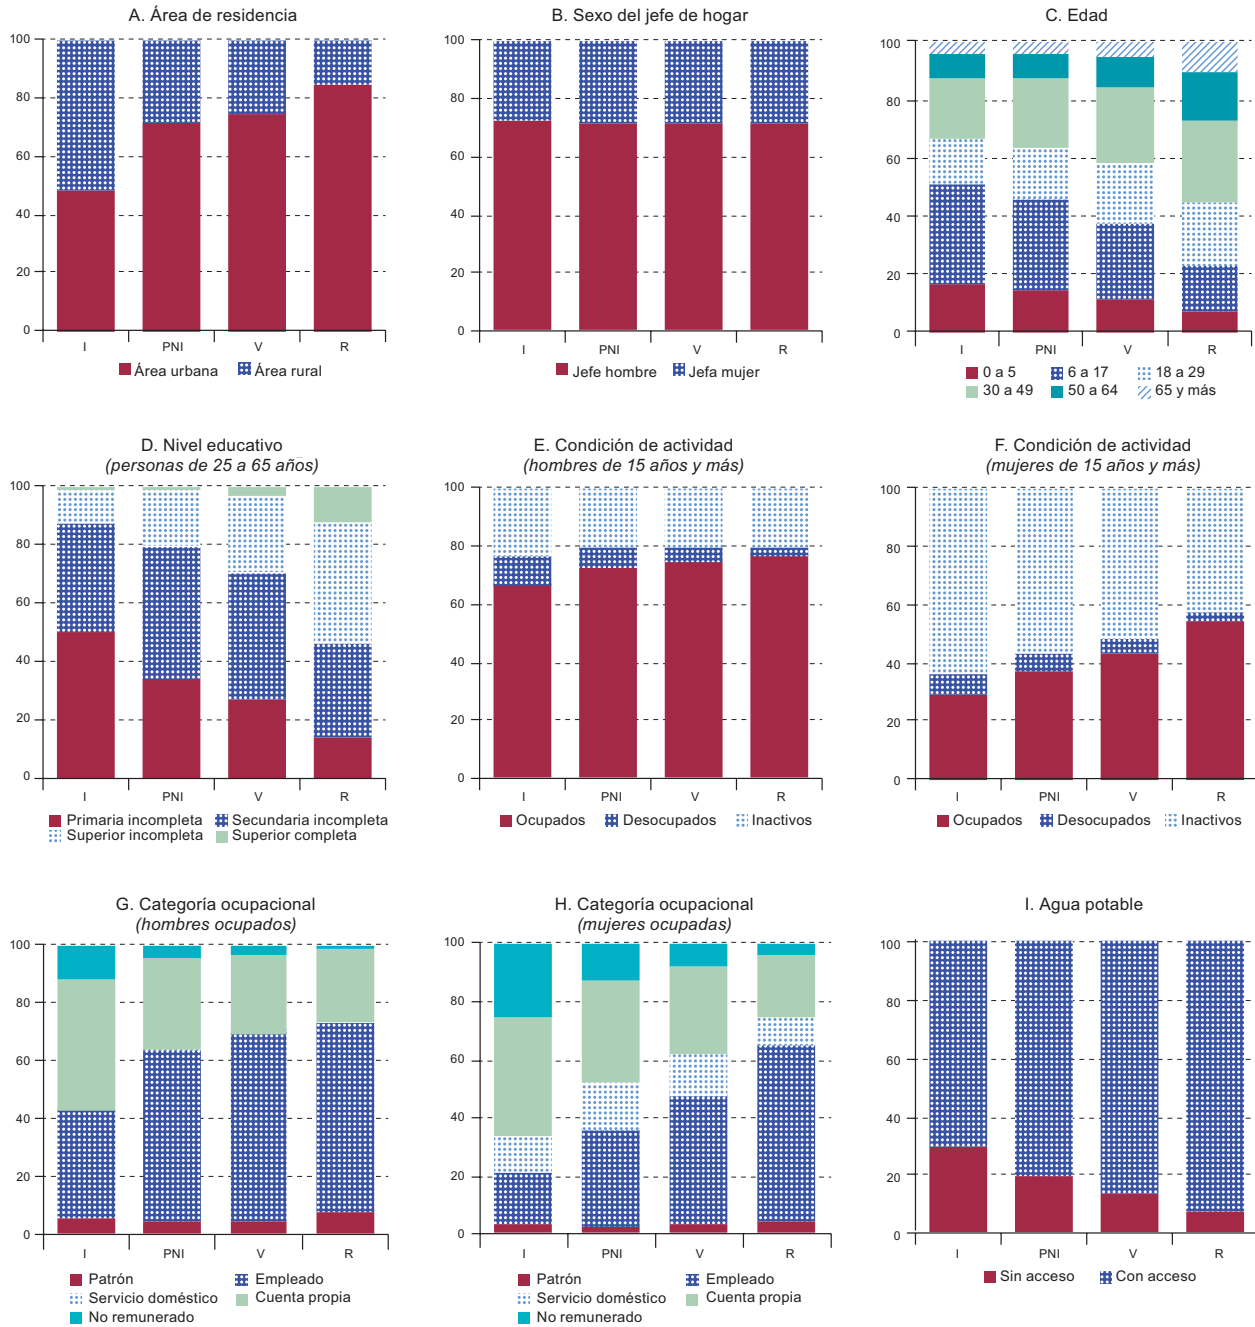 A. Área de residencia
100
80
60
40
20
0
I PNI V R
Área urbana Área rural
B. Sexo del jefe de hogar
100
80
60
40
20
0
I PNI V R
Jefe hombre Jefa mujer
C. Edad
100
80
60
40
20
0
I PNI V R
0 a 5 6 a 17 18 a 29
30 a 49 50 a 64 65 y más
D. Nivel educativo
(personas de 25 a 65 años)
100
80
60
40
20
0
I PNI V R
Primaria incompleta Secundaria incompleta
Superior incompleta Superior completa
E. Condición de actividad
(hombres de 15 años y más)
100
80
60
40
20
0
I PNI V R
Ocupados Desocupados Inactivos
F. Condición de actividad
(mujeres de 15 años y más)
100
80
60
40
20
0
I PNI V R
Ocupados Desocupados Inactivos
G. Categoría ocupacional
(hombres ocupados)
100
80
60
40
20
0
I PNI V R
Patrón Empleado
Servicio doméstico Cuenta propia
No remunerado
H. Categoría ocupacional
(mujeres ocupadas)
100
80
60
40
20
0
I PNI V R
Patrón Empleado
Servicio doméstico Cuenta propia
No remunerado
I. Agua potable
100
80
60
40
20
0
I PNI V R
Sin acceso Con acceso